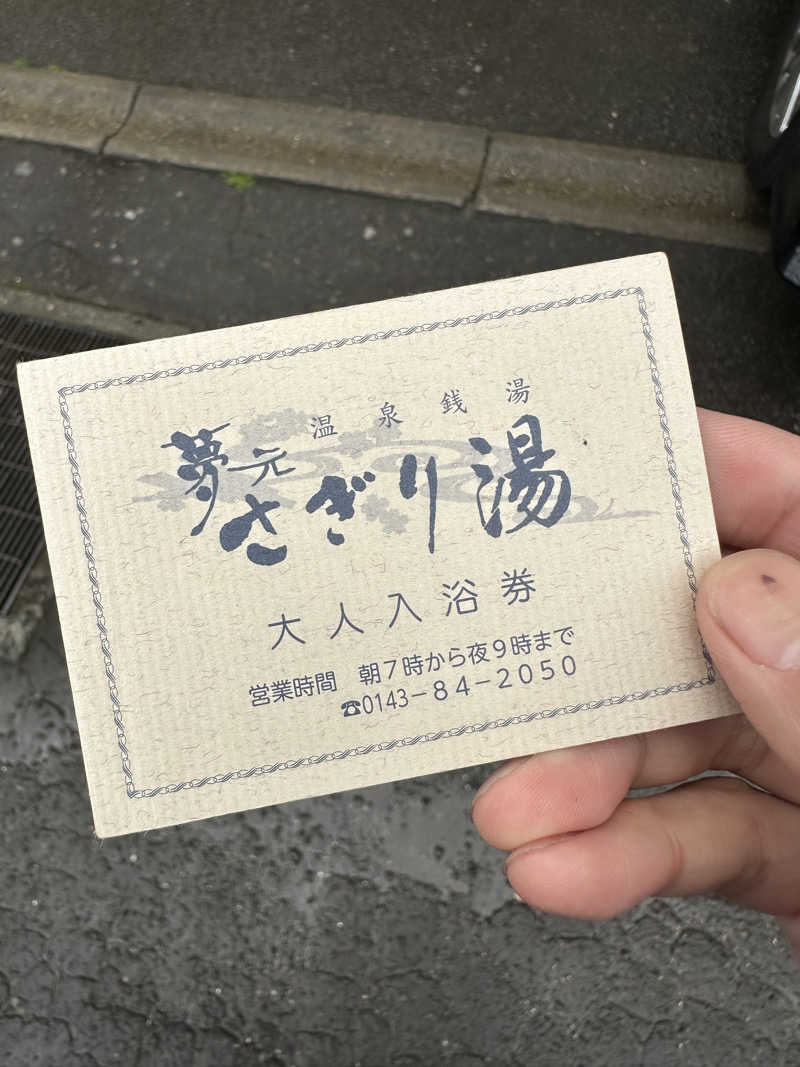 温泉銭湯
夢元
さぎり湯
大人入浴券
営業時間　朝7時から夜9時まで
☎0143-84-2050